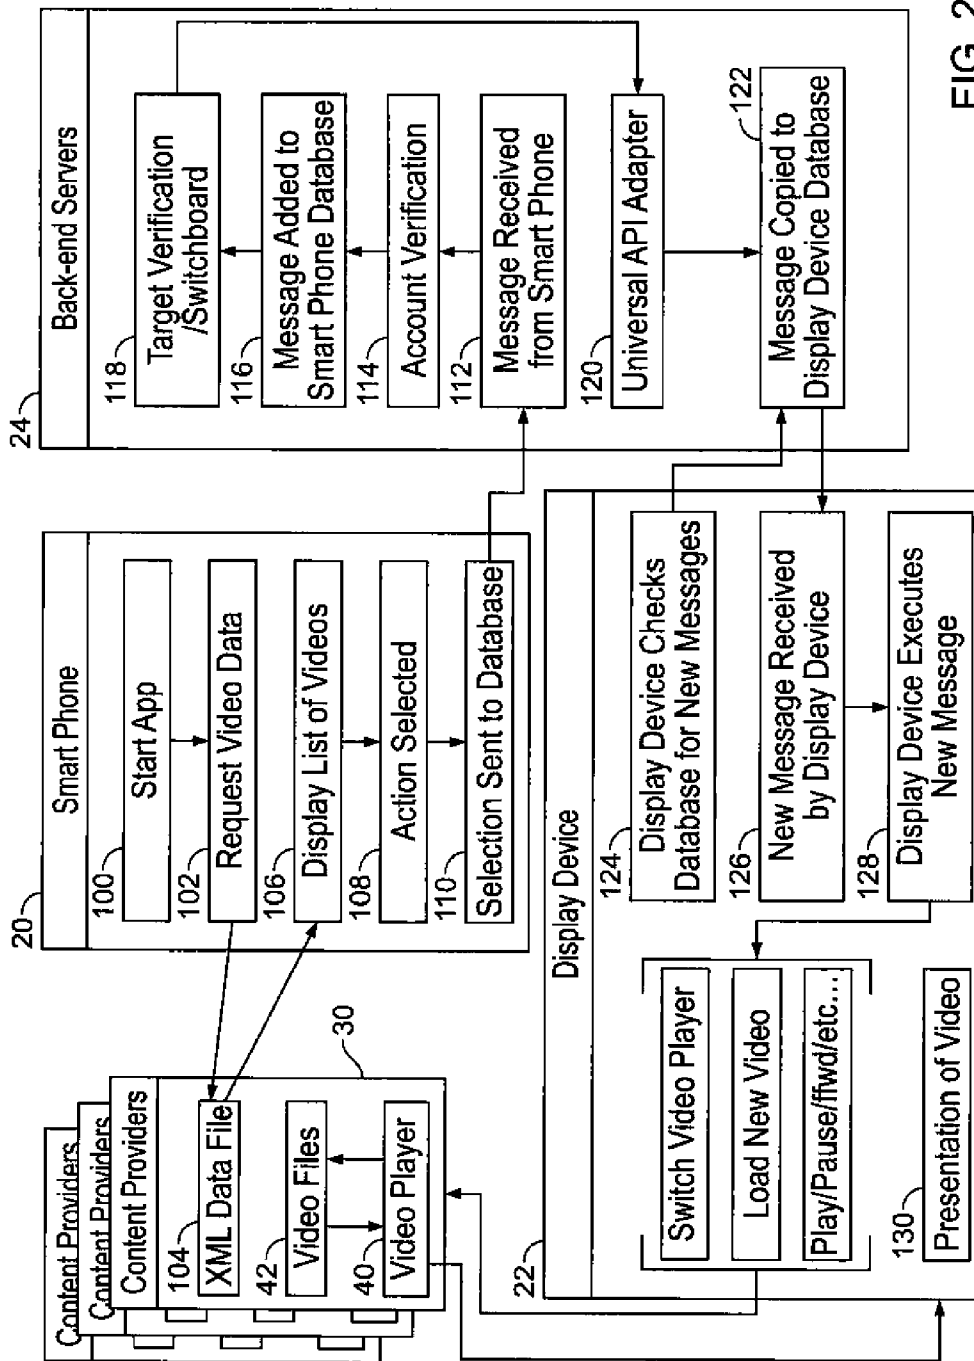 Content Providers
Content Providers
Content Providers
30
104
XML Data File
42
Video Files
40
Video Player
20
Smart Phone
100
Start App
102
Request Video Data
106
Display List of Videos
108
Action Selected
110
Selection Sent to Database
24
Back-end Servers
118
Target Verification
/Switchboard
116
Message Added to
Smart Phone Database
114
Account Verification
112
Message Received
from Smart Phone
120
Universal API Adapter
122
Message Copied to
Display Device Database
22
Display Device
124
Display Device Checks
Database for New Messages
126
New Message Received
by Display Device
128
Display Device Executes
New Message
Switch Video Player
Load New Video
Play/Pause/ffwd/etc...
130
Presentation of Video
FIG. 2